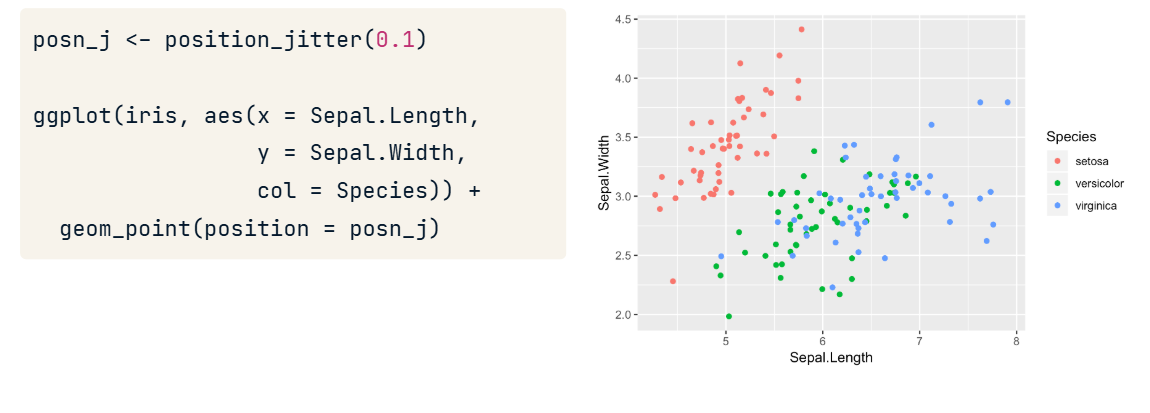 posn_j <- position_jitter(0.1)
ggplot(iris, aes(x = Sepal.Length,
y = Sepal.Width,
col = Species)) +
geom_point(position = posn_j)
4.5
4.0
3.5
3.0
2.5
2.0
Sepal.Width
5 6 7 8
Sepal.Length
Species
setosa
versicolor
virginica